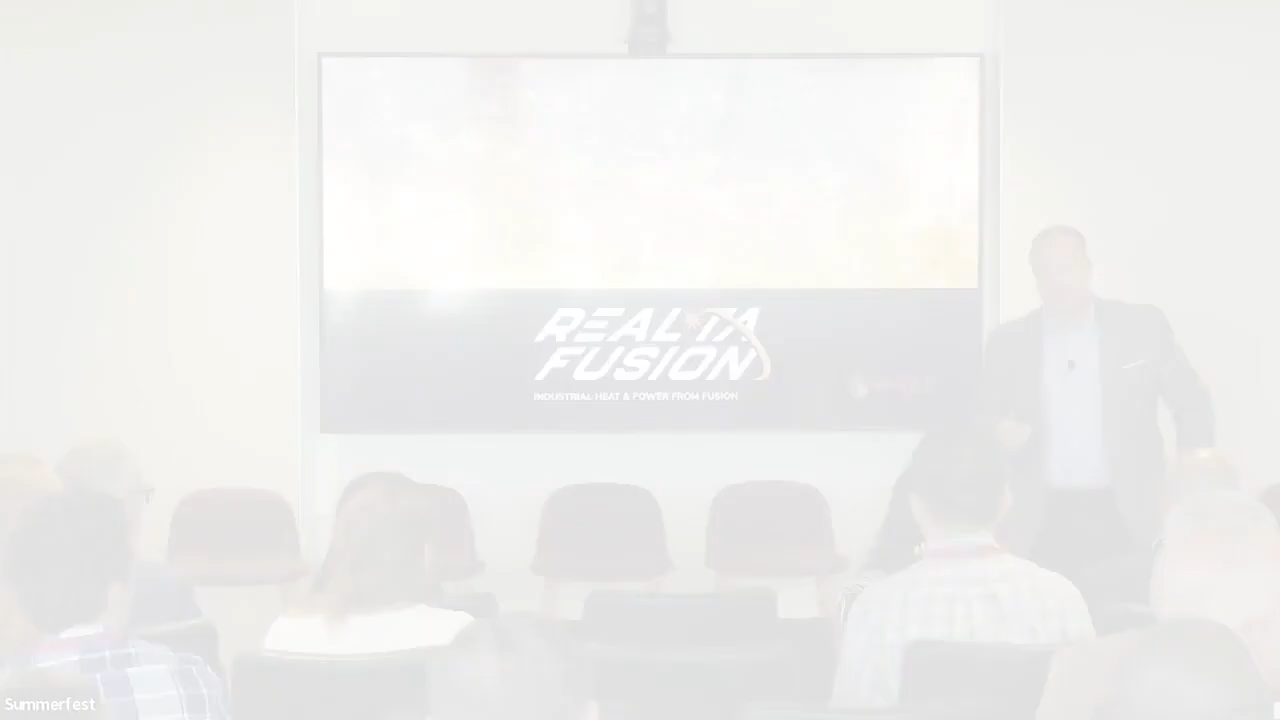 REALTA
FUSION
INDUSTRIAL HEAT & POWER FROM FUSION
Summerfest